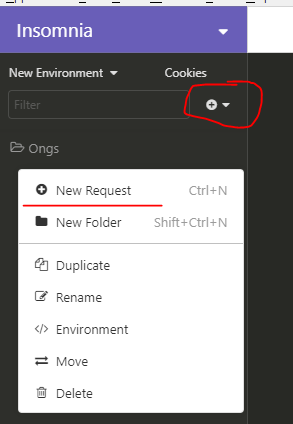 Insomnia
New Environment Cookies
Filter
Ongs
New Request Ctrl+N
New Folder Shift+Ctrl+N
Duplicate
Rename
</> Environment
Move
Delete